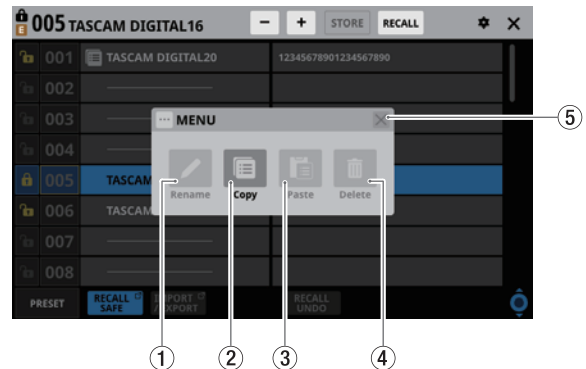 005 TASCAM DIGITAL16 − + STORE RECALL
E
001 TASCAM DIGITAL20 12345678901234567890
002
003
MENU
004
005 TASCAM
Rename Copy Paste Delete
006 TASCAM
007
008
PRESET RECALL SAFE IMPORT /EXPORT RECALL UNDO
5
1 2 3 4